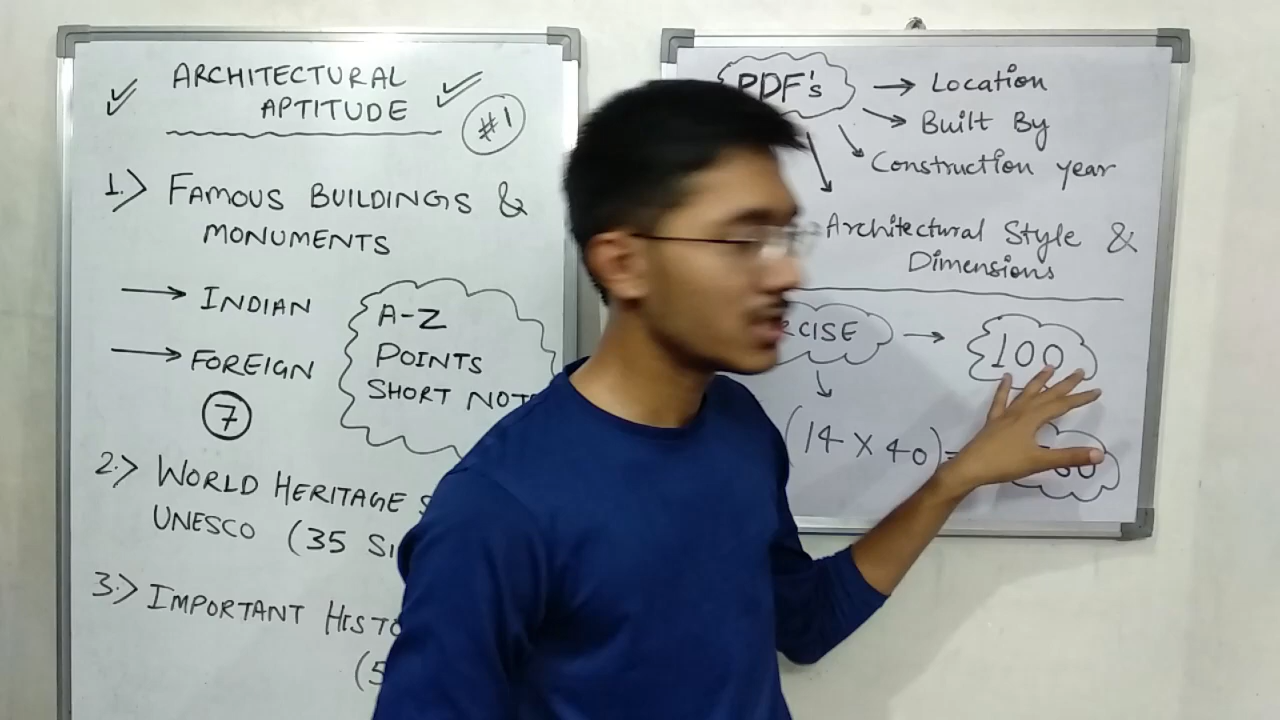 ARCHITECTURAL
APTITUDE
#1
1.> FAMOUS BUILDINGS &
MONUMENTS
→ INDIAN
→ FOREIGN
7
A-Z
POINTS
SHORT
2.> WORLD HERITAGE
UNESCO (35
3.> IMPORTANT
PDF's → Location
→ Built By
Construction year
Architectural Style &
Dimensions
→ 100
(14 X 40) =